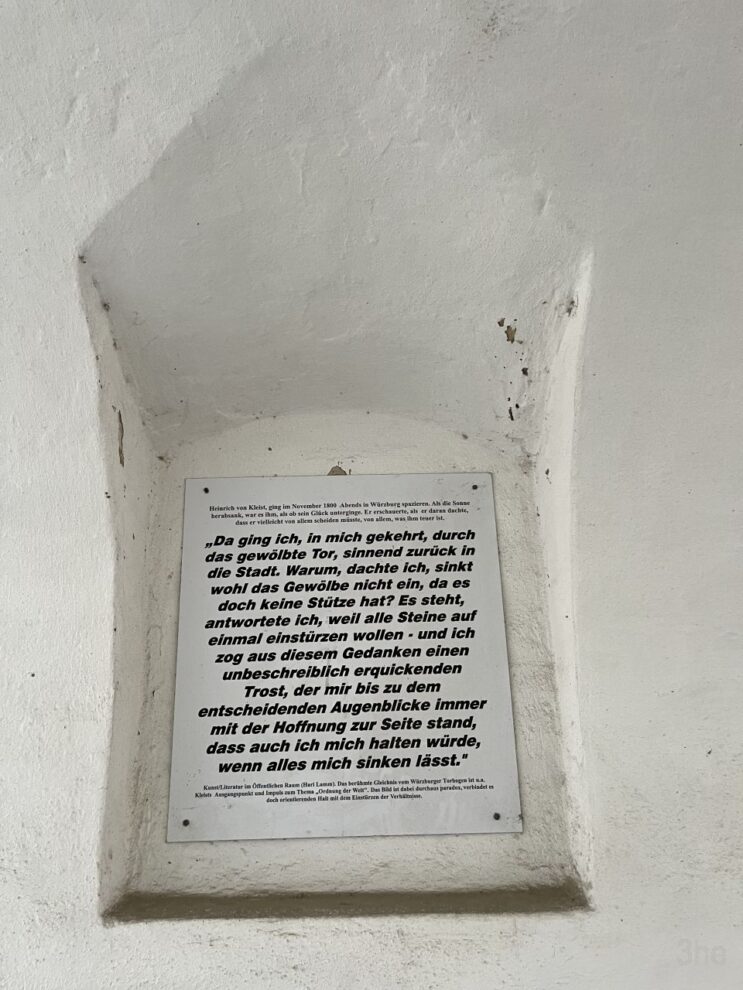 Heinrich von Kleist, ging im November 1800 Abends in Würzburg spazieren. Als die Sonne
herabsank, war es ihm, als ob sein Glück unterginge. Er erschauerte, als er daran dachte,
dass er vielleicht von allem scheiden müsste, von allem, was ihm teuer ist.
„Da ging ich, in mich gekehrt, durch
das gewölbte Tor, sinnend zurück in
die Stadt. Warum, dachte ich, sinkt
wohl das Gewölbe nicht ein, da es
doch keine Stütze hat? Es steht,
antwortete ich, weil alle Steine auf
einmal einstürzen wollen - und ich
zog aus diesem Gedanken einen
unbeschreiblich erquickenden
Trost, der mir bis zu dem
entscheidenden Augenblicke immer
mit der Hoffnung zur Seite stand,
dass auch ich mich halten würde,
wenn alles mich sinken lässt."
Kunst/Literatur im Öffentlichen Raum (Hari Lamm). Das berühmte Gleichnis vom Würzburger Torbogen ist u.a.
Kleists Ausgangspunkt und Impuls zum Thema „Ordnung der Welt". Das Bild ist dabei durchaus paradox, verbindet es
doch orientierenden Halt mit dem Einstürzen der Verhältnisse.
3he